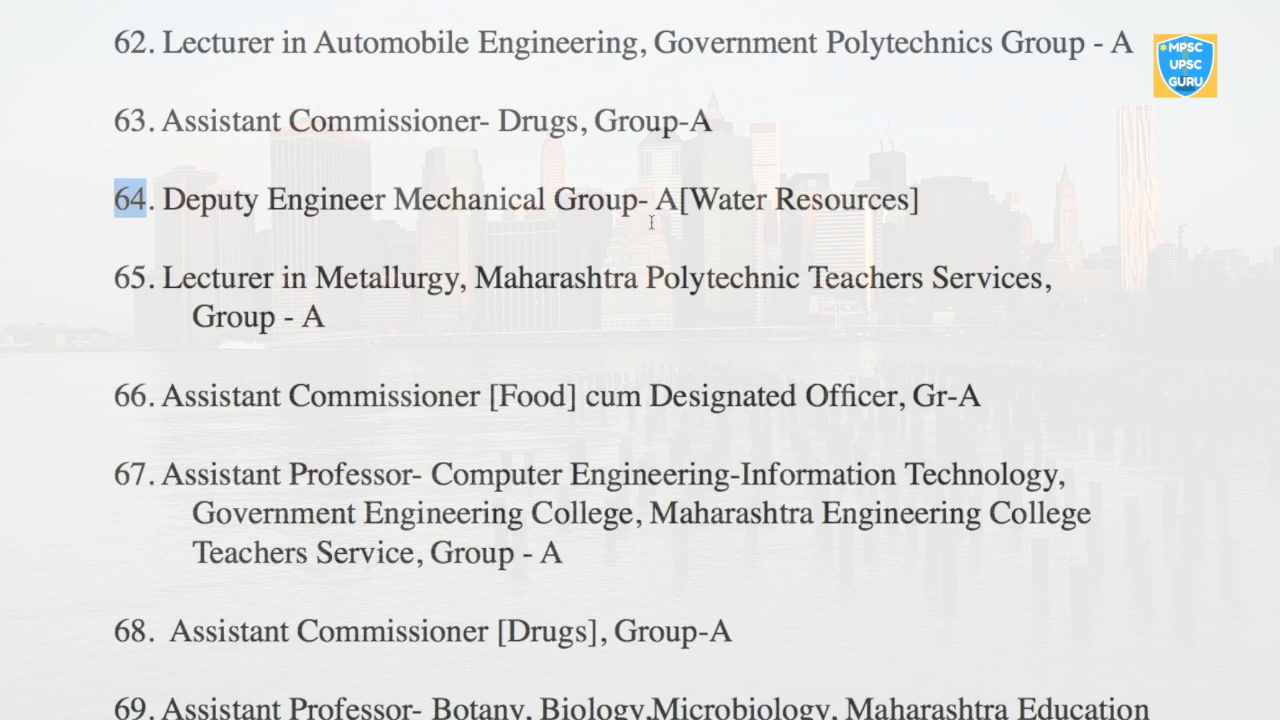 62. Lecturer in Automobile Engineering, Government Polytechnics Group - A
*MPSC
UPSC
GURU
63. Assistant Commissioner- Drugs, Group-A
64. Deputy Engineer Mechanical Group- A[Water Resources]
65. Lecturer in Metallurgy, Maharashtra Polytechnic Teachers Services,
Group - A
66. Assistant Commissioner [Food] cum Designated Officer, Gr-A
67. Assistant Professor- Computer Engineering-Information Technology,
Government Engineering College, Maharashtra Engineering College
Teachers Service, Group - A
68. Assistant Commissioner [Drugs], Group-A
69. Assistant Professor- Botany, Biology,Microbiology, Maharashtra Education